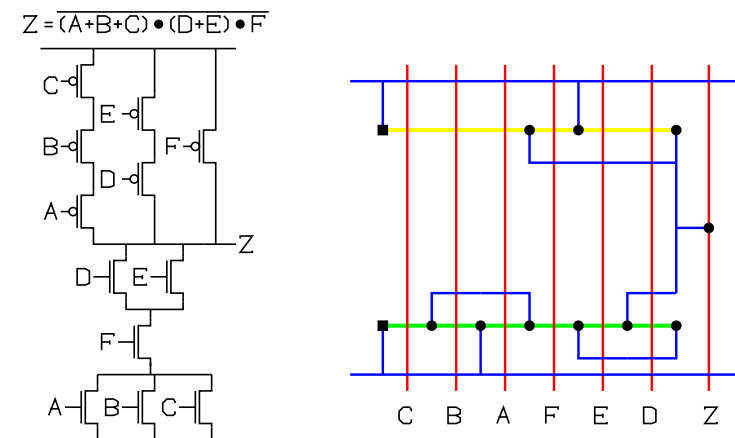 Z = (A+B+C) • (D+E) • F
C
E
B
F
D
A
Z
D E
F
A B C
C B A F E D Z